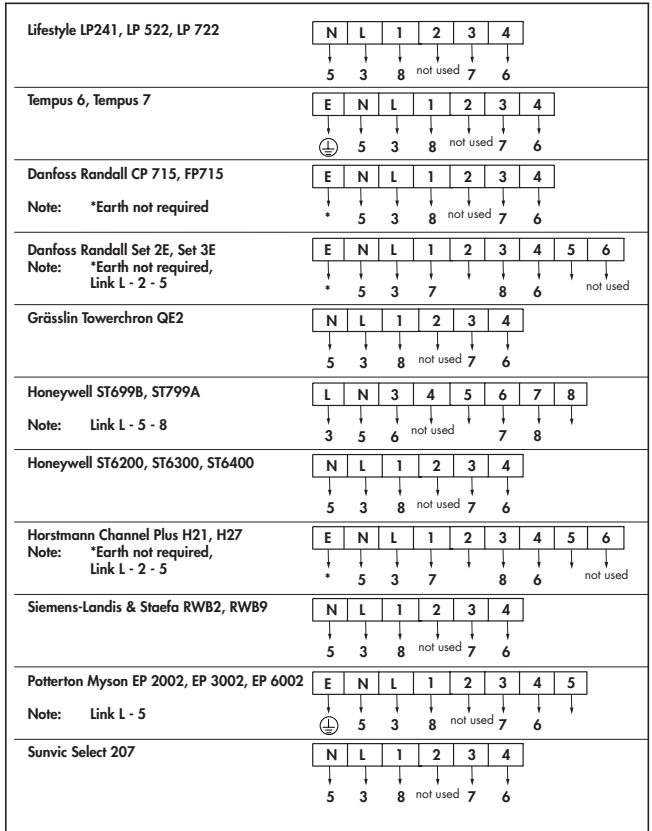 Lifestyle LP241, LP 522, LP 722
N L 1 2 3 4
5 3 8 not used 7 6
Tempus 6, Tempus 7
E N L 1 2 3 4
5 3 8 not used 7 6
Danfoss Randall CP 715, FP715
Note: *Earth not required
E N L 1 2 3 4
* 5 3 8 not used 7 6
Danfoss Randall Set 2E, Set 3E
Note: *Earth not required,
Link L - 2 - 5
E N L 1 2 3 4 5 6
* 5 3 7 8 6 not used
Grässlin Towerchron QE2
N L 1 2 3 4
5 3 8 not used 7 6
Honeywell ST699B, ST799A
Note: Link L - 5 - 8
L N 3 4 5 6 7 8
3 5 6 not used 7 8
Honeywell ST6200, ST6300, ST6400
N L 1 2 3 4
5 3 8 not used 7 6
Horstmann Channel Plus H21, H27
Note: *Earth not required,
Link L - 2 - 5
E N L 1 2 3 4 5 6
* 5 3 7 8 6 not used
Siemens-Landis & Staefa RWB2, RWB9
N L 1 2 3 4
5 3 8 not used 7 6
Potterton Myson EP 2002, EP 3002, EP 6002
Note: Link L - 5
E N L 1 2 3 4 5
5 3 8 not used 7 6
Sunvic Select 207
N L 1 2 3 4
5 3 8 not used 7 6